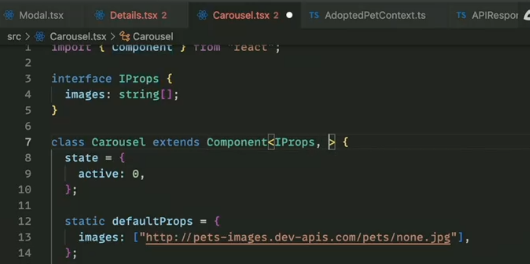 Modal.tsx
Details.tsx 2
Carousel.tsx 2
TS AdoptedPetContext.ts
TS APIRespon
src > Carousel.tsx > Carousel
1 import { Component } from "react";
2
3 interface IProps {
4 images: string[];
5 }
6
7 class Carousel extends Component<IProps, > {
8 state = {
9 active: 0,
10 };
11
12 static defaultProps = {
13 images: ["http://pets-images.dev-apis.com/pets/none.jpg"],
14 };